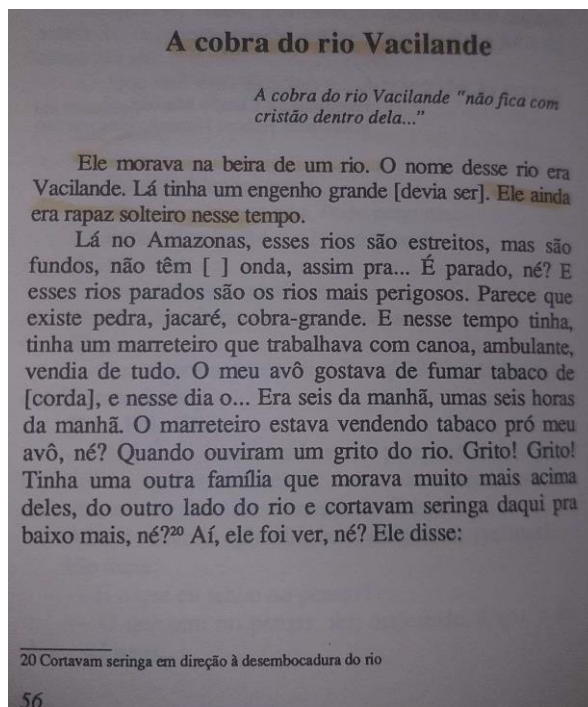 A cobra do rio Vacilande
A cobra do rio Vacilande "não fica com
cristão dentro dela..."
Ele morava na beira de um rio. O nome desse rio era
Vacilande. Lá tinha um engenho grande [devia ser]. Ele ainda
era rapaz solteiro nesse tempo.
Lá no Amazonas, esses rios são estreitos, mas são
fundos, não têm [ ] onda, assim pra... É parado, né? E
esses rios parados são os rios mais perigosos. Parece que
existe pedra, jacaré, cobra-grande. E nesse tempo tinha,
tinha um marreteiro que trabalhava com canoa, ambulante,
vendia de tudo. O meu avô gostava de fumar tabaco de
[corda], e nesse dia o... Era seis da manhã, umas seis horas
da manhã. O marreteiro estava vendendo tabaco pró meu
avô, né? Quando ouviram um grito do rio. Grito! Grito!
Tinha uma outra família que morava muito mais acima
deles, do outro lado do rio e cortavam seringa daqui pra
baixo mais, né?²⁰ Aí, ele foi ver, né? Ele disse:
20 Cortavam seringa em direção à desembocadura do rio
56